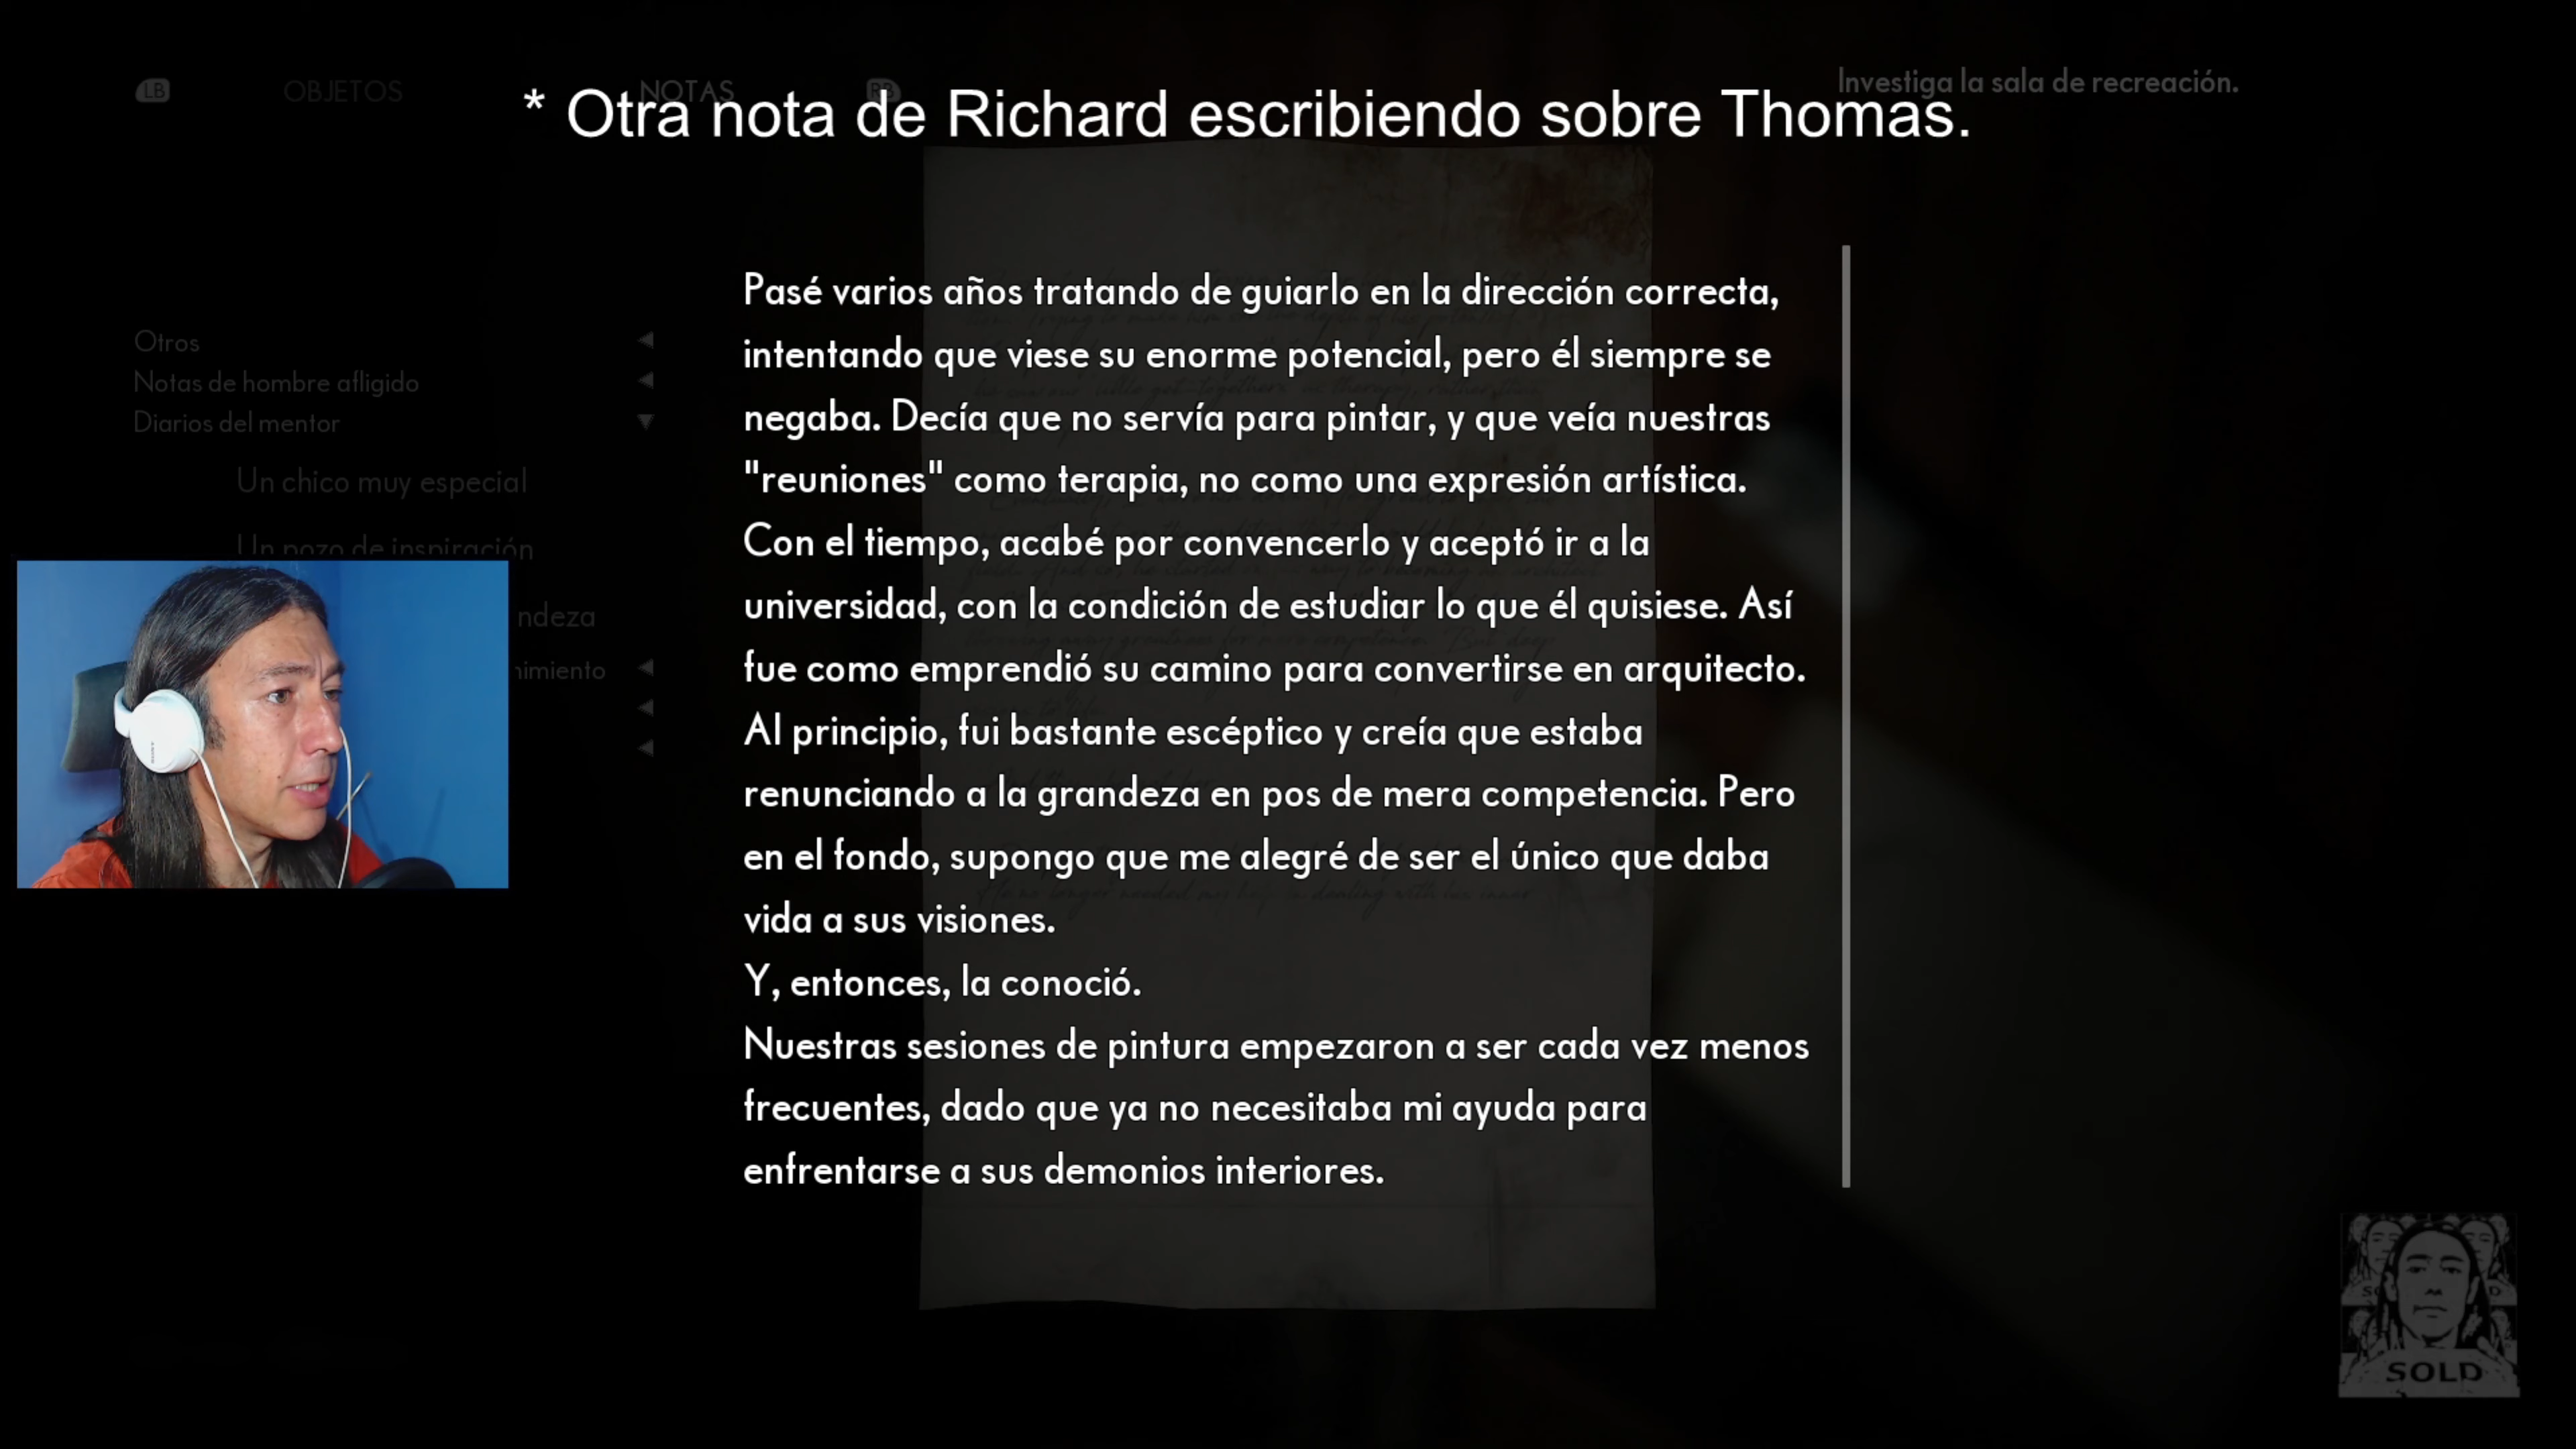 LB OBJETOS NOTAS RB
Investiga la sala de recreación.
* Otra nota de Richard escribiendo sobre Thomas.
Otros
Notas de hombre afligido
Diarios del mentor
Un chico muy especial
Un pozo de inspiración
ndeza
nimiento
Pasé varios años tratando de guiarlo en la dirección correcta,
intentando que viese su enorme potencial, pero él siempre se
negaba. Decía que no servía para pintar, y que veía nuestras
"reuniones" como terapia, no como una expresión artística.
Con el tiempo, acabé por convencerlo y aceptó ir a la
universidad, con la condición de estudiar lo que él quisiese. Así
fue como emprendió su camino para convertirse en arquitecto.
Al principio, fui bastante escéptico y creía que estaba
renunciando a la grandeza en pos de mera competencia. Pero
en el fondo, supongo que me alegré de ser el único que daba
vida a sus visiones.
Y, entonces, la conoció.
Nuestras sesiones de pintura empezaron a ser cada vez menos
frecuentes, dado que ya no necesitaba mi ayuda para
enfrentarse a sus demonios interiores.
SOLD